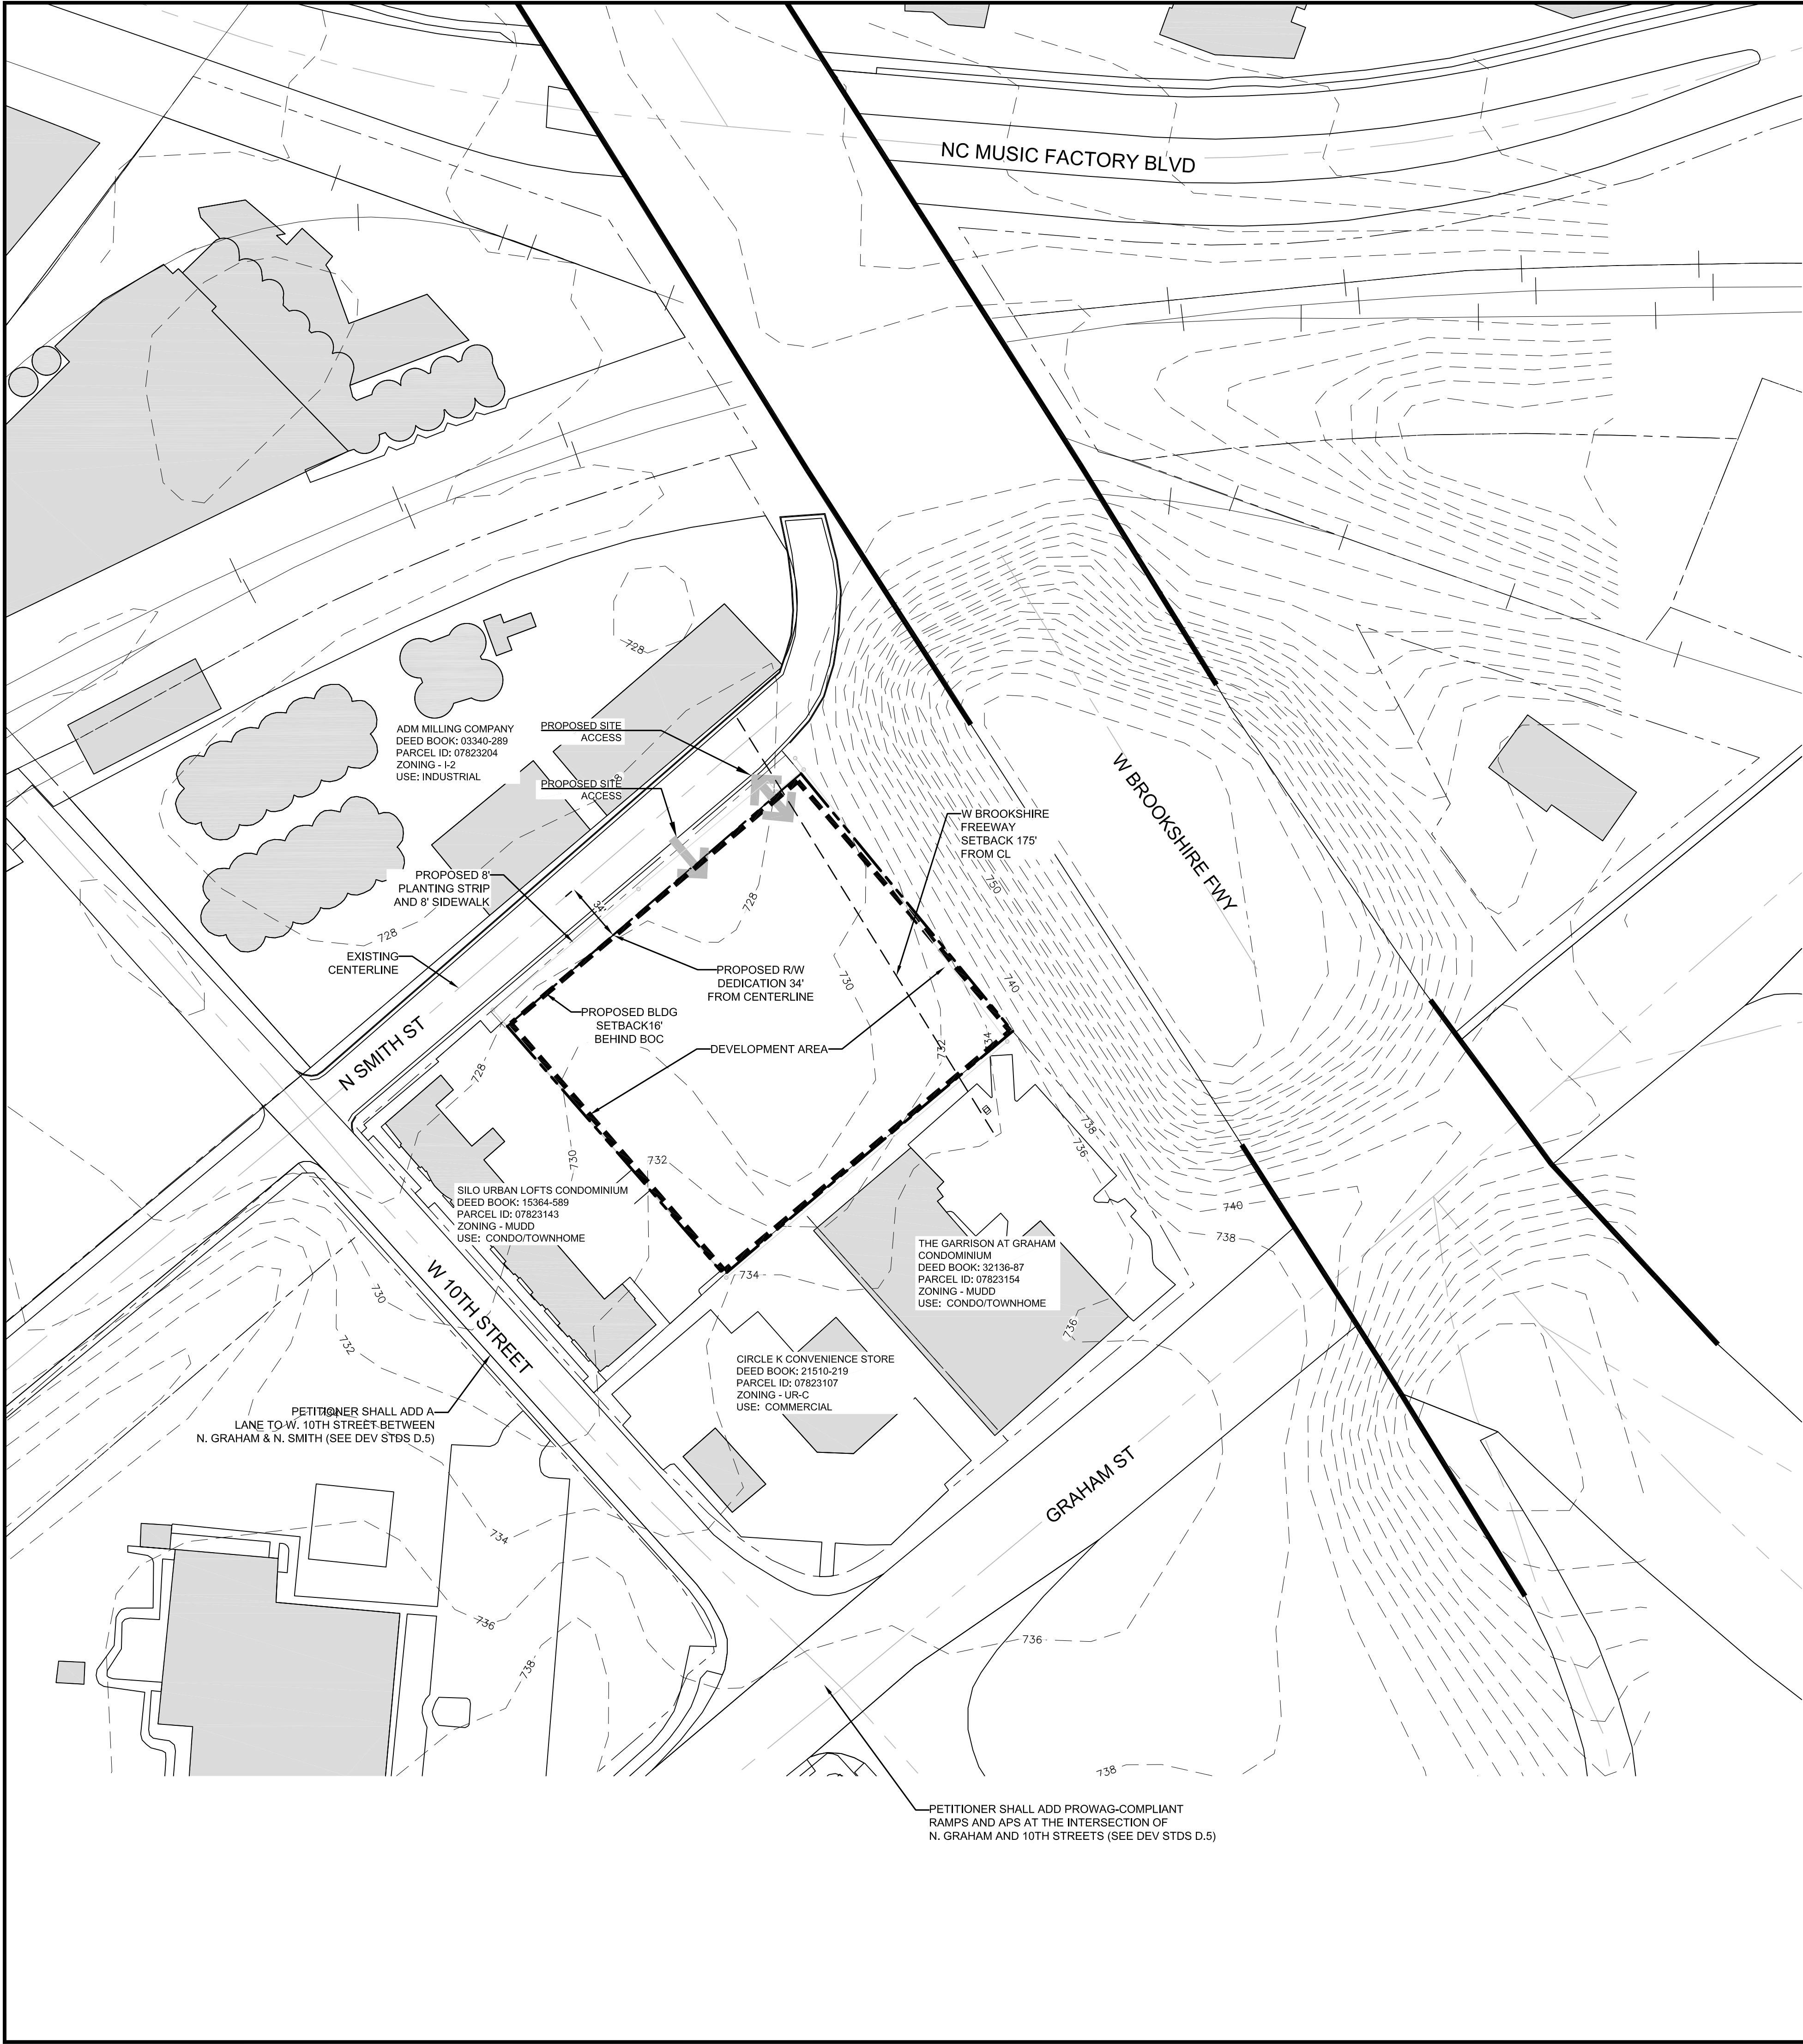 NC MUSIC FACTORY BLVD
728
ADM MILLING COMPANY
DEED BOOK: 03340-289
PARCEL ID: 07823204
ZONING - I-2
USE: INDUSTRIAL
PROPOSED SITE
ACCESS
PROPOSED SITE
ACCESS
W BROOKSHIRE FWY
W BROOKSHIRE
FREEWAY
SETBACK 175'
FROM CL
750
PROPOSED 8'
PLANTING STRIP
AND 8' SIDEWALK
34'
728
728
EXISTING
CENTERLINE
PROPOSED R/W
DEDICATION 34'
FROM CENTERLINE
730
740
PROPOSED BLDG
SETBACK16'
BEHIND BOC
N SMITH ST
DEVELOPMENT AREA
732
734
728
738
736
730
732
SILO URBAN LOFTS CONDOMINIUM
DEED BOOK: 15364-589
PARCEL ID: 07823143
ZONING - MUDD
USE: CONDO/TOWNHOME
740
738
THE GARRISON AT GRAHAM
CONDOMINIUM
DEED BOOK: 32136-87
PARCEL ID: 07823154
ZONING - MUDD
USE: CONDO/TOWNHOME
734
730
W 10TH STREET
736
732
CIRCLE K CONVENIENCE STORE
DEED BOOK: 21510-219
PARCEL ID: 07823107
ZONING - UR-C
USE: COMMERCIAL
PETITIONER SHALL ADD A
LANE TO W. 10TH STREET BETWEEN
N. GRAHAM & N. SMITH (SEE DEV STDS D.5)
734
GRAHAM ST
734
736
736
738
738
PETITIONER SHALL ADD PROWAG-COMPLIANT
RAMPS AND APS AT THE INTERSECTION OF
N. GRAHAM AND 10TH STREETS (SEE DEV STDS D.5)